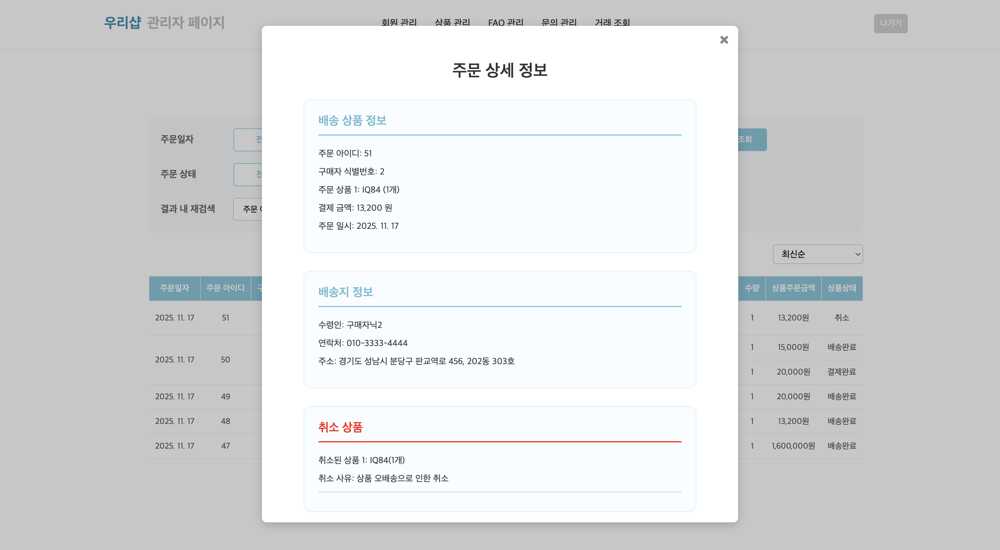 우리샵 관리자 페이지
회원 관리 상품 관리 FAQ 관리 문의 관리 거래 조회
나가기
✖
주문 상세 정보
배송 상품 정보
주문 아이디: 51
구매자 식별번호: 2
주문 상품 1: IQ84 (1개)
결제 금액: 13,200 원
주문 일시: 2025. 11. 17
배송지 정보
수령인: 구매자닉2
연락처: 010-3333-4444
주소: 경기도 성남시 분당구 판교역로 456, 202동 303호
취소 상품
취소된 상품 1: IQ84(1개)
취소 사유: 상품 오배송으로 인한 취소
주문일자
조회
주문 상태
결과 내 재검색 주문
최신순
주문일자 주문 아이디 수량 상품주문금액 상품상태
2025. 11. 17 51 1 13,200원 취소
2025. 11. 17 50 1 15,000원 배송완료
1 20,000원 결제완료
2025. 11. 17 49 1 20,000원 배송완료
2025. 11. 17 48 1 13,200원 배송완료
2025. 11. 17 47 1 1,600,000원 배송완료